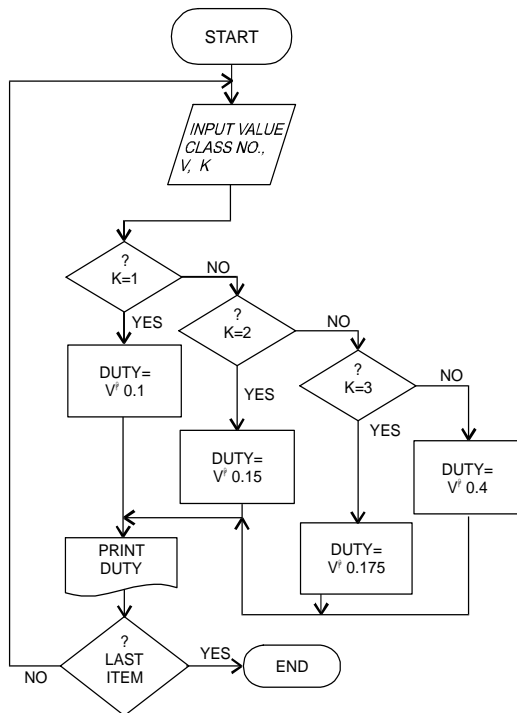 START
INPUT VALUE
CLASS NO.,
V, K
?
K=1
NO
YES
?
K=2
NO
YES
?
K=3
NO
YES
DUTY=
V† 0.1
DUTY=
V† 0.15
DUTY=
V† 0.4
DUTY=
V† 0.175
PRINT
DUTY
?
LAST
ITEM
NO
YES
END